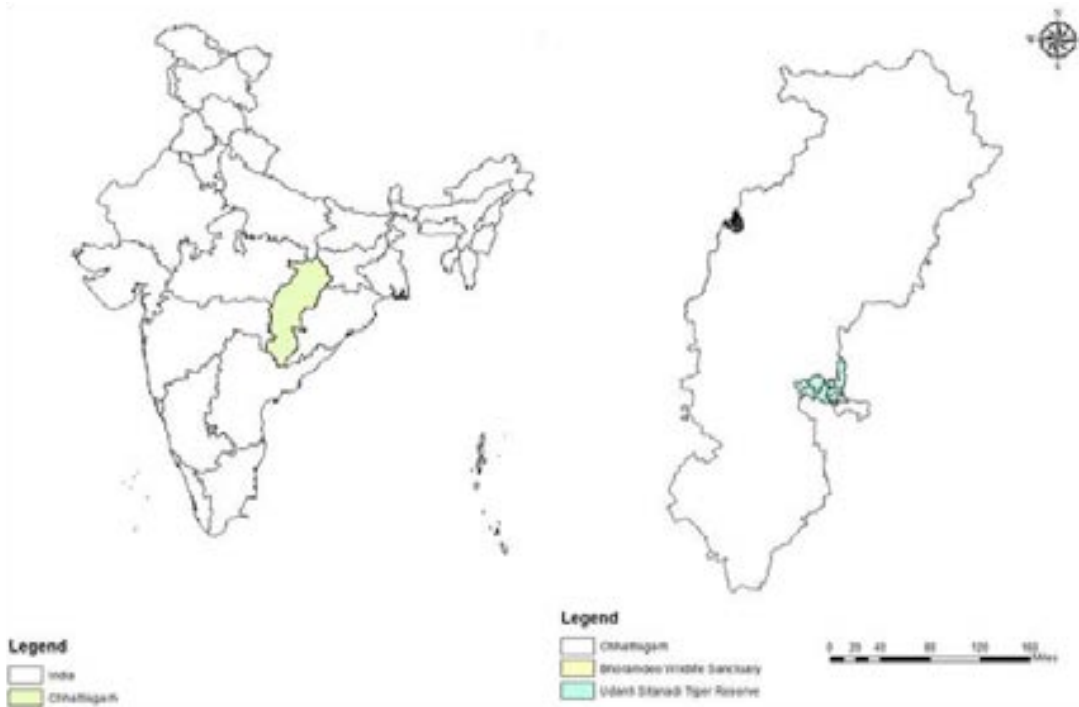 N
W
S
Legend
India
Chhattisgarh
Legend
Chhattisgarh
Bhoramdeo Wildlife Sanctuary
Udanti Sitanadi Tiger Reserve
0 20 40 80 120 160
Miles